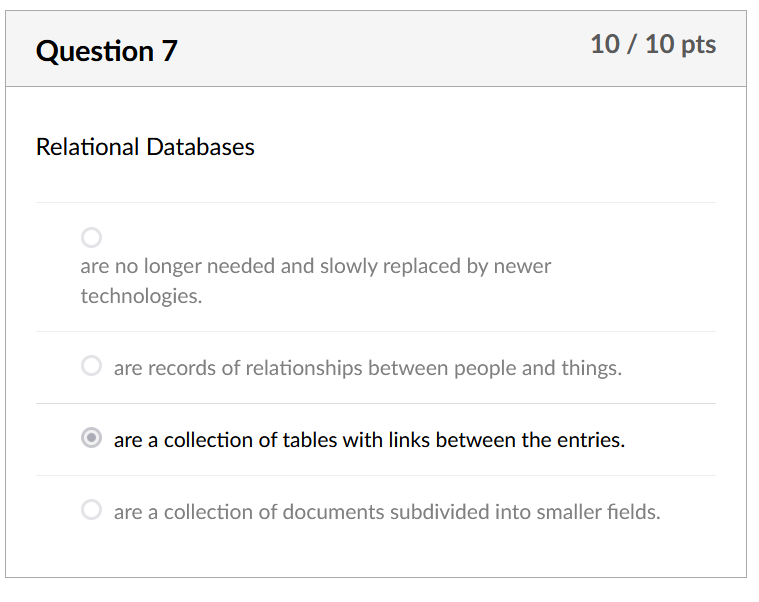 Question 7
10 / 10 pts
Relational Databases
are no longer needed and slowly replaced by newer
technologies.
are records of relationships between people and things.
are a collection of tables with links between the entries.
are a collection of documents subdivided into smaller fields.